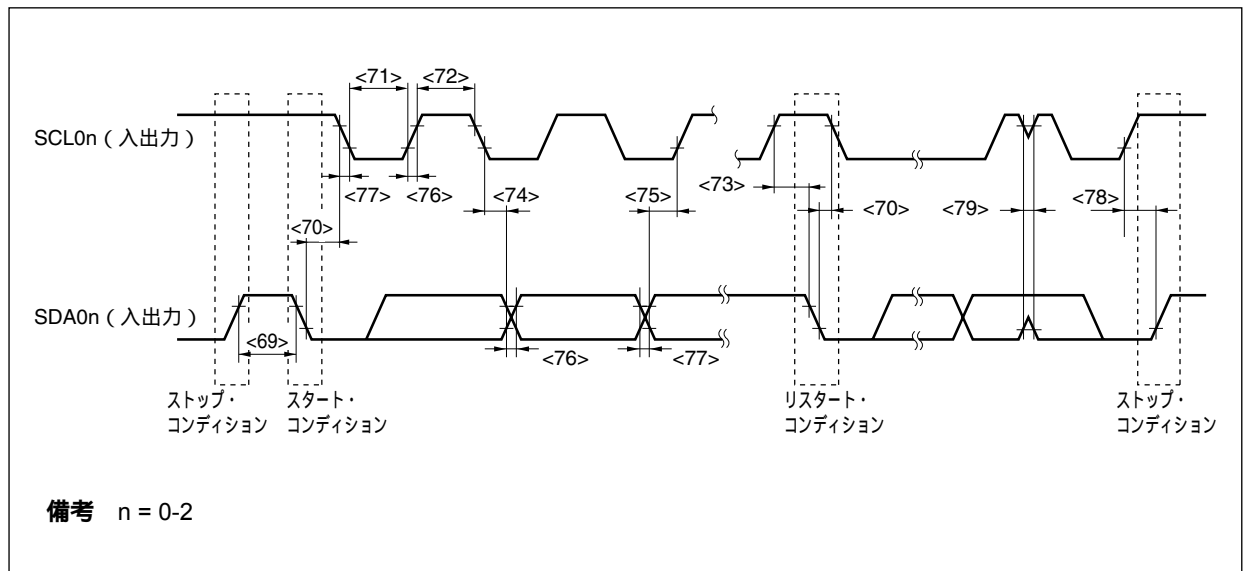 <71> <72>
SCL0n（入出力）
<77> <76> <74> <75> <73> <70> <79> <78>
<70>
SDA0n（入出力）
<69> <76> <77>
ストップ・
コンディション
スタート・
コンディション
リスタート・
コンディション
ストップ・
コンディション
備考 n = 0-2